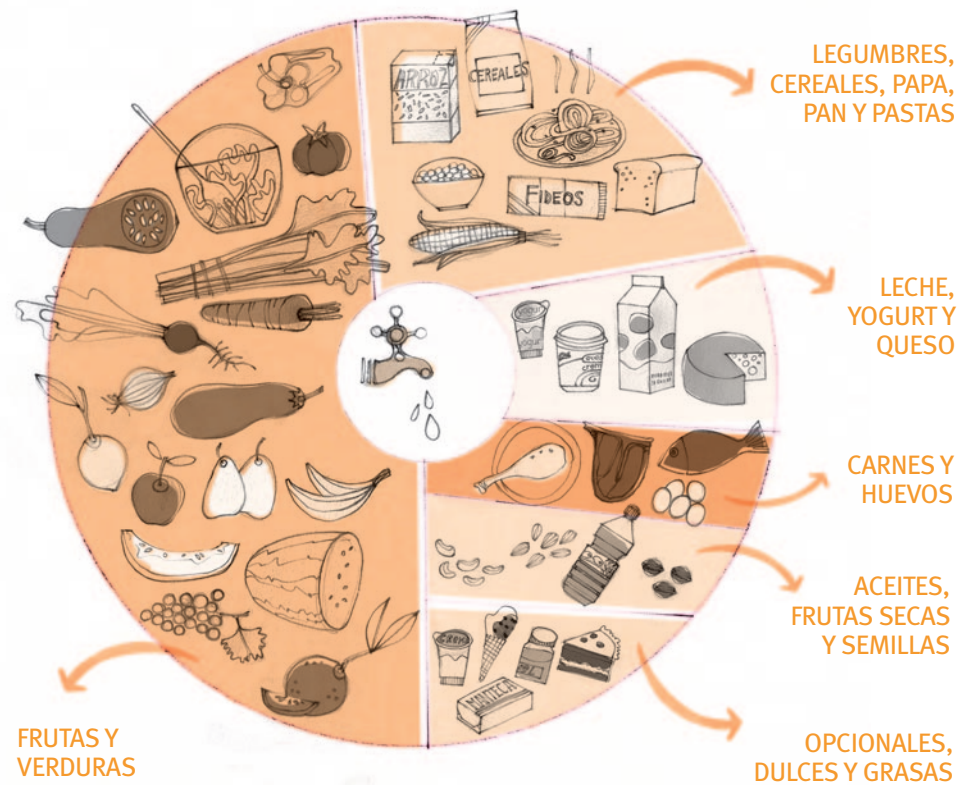 LEGUMBRES,
CEREALES, PAPA,
PAN Y PASTAS
ARROZ
CEREALES
FIDEOS
LECHE,
YOGURT Y
QUESO
CARNES Y
HUEVOS
ACEITES,
FRUTAS SECAS
Y SEMILLAS
MANTECA
FRUTAS Y
VERDURAS
OPCIONALES,
DULCES Y GRASAS